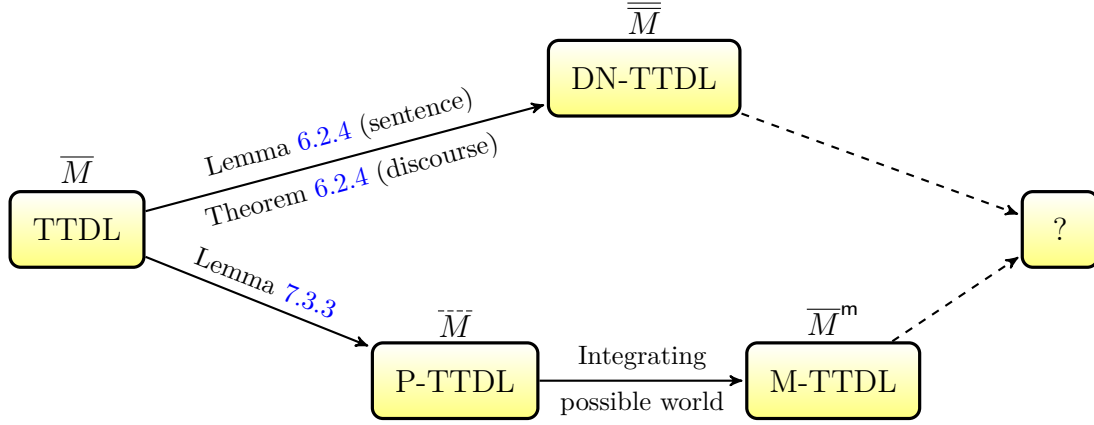 M
DN-TTDL
Lemma 6.2.4 (sentence)
Theorem 6.2.4 (discourse)
M
TTDL
?
Lemma 7.3.3
M
P-TTDL
Integrating
possible world
M m
M-TTDL